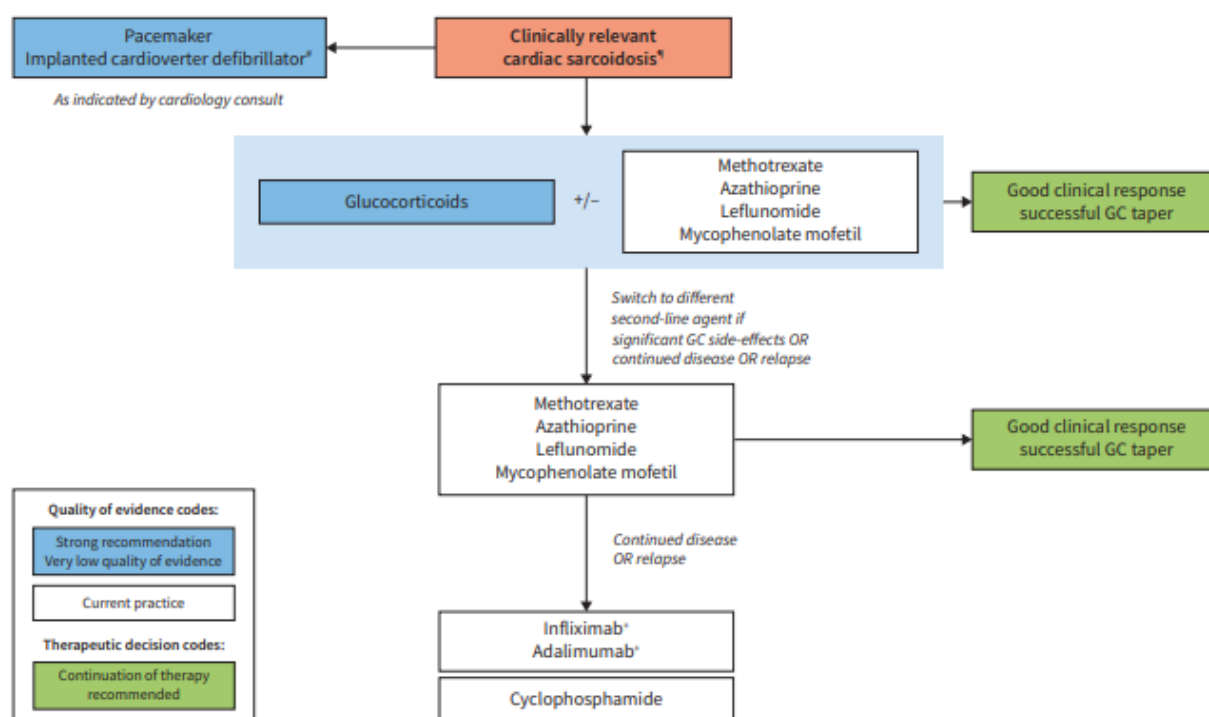 Pacemaker
Implanted cardioverter defibrillator#
Clinically relevant
cardiac sarcoidosis¶
As indicated by cardiology consult
Glucocorticoids
+/–
Methotrexate
Azathioprine
Leflunomide
Mycophenolate mofetil
Good clinical response
successful GC taper
Switch to different
second-line agent if
significant GC side-effects OR
continued disease OR relapse
Methotrexate
Azathioprine
Leflunomide
Mycophenolate mofetil
Good clinical response
successful GC taper
Continued disease
OR relapse
Infliximab+
Adalimumab+
Cyclophosphamide
Quality of evidence codes:
Strong recommendation
Very low quality of evidence
Current practice
Therapeutic decision codes:
Continuation of therapy
recommended